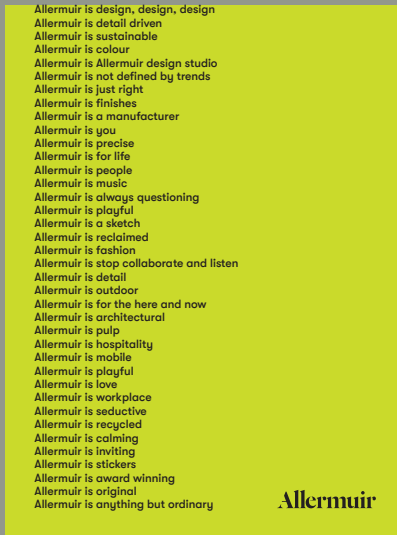 Allermuir is design, design, design
Allermuir is detail driven
Allermuir is sustainable
Allermuir is colour
Allermuir is Allermuir design studio
Allermuir is not defined by trends
Allermuir is just right
Allermuir is finishes
Allermuir is a manufacturer
Allermuir is you
Allermuir is precise
Allermuir is for life
Allermuir is people
Allermuir is music
Allermuir is always questioning
Allermuir is playful
Allermuir is a sketch
Allermuir is reclaimed
Allermuir is fashion
Allermuir is stop collaborate and listen
Allermuir is detail
Allermuir is outdoor
Allermuir is for the here and now
Allermuir is architectural
Allermuir is pulp
Allermuir is hospitality
Allermuir is mobile
Allermuir is playful
Allermuir is love
Allermuir is workplace
Allermuir is seductive
Allermuir is recycled
Allermuir is calming
Allermuir is inviting
Allermuir is stickers
Allermuir is award winning
Allermuir is original
Allermuir is anything but ordinary
Allermuir